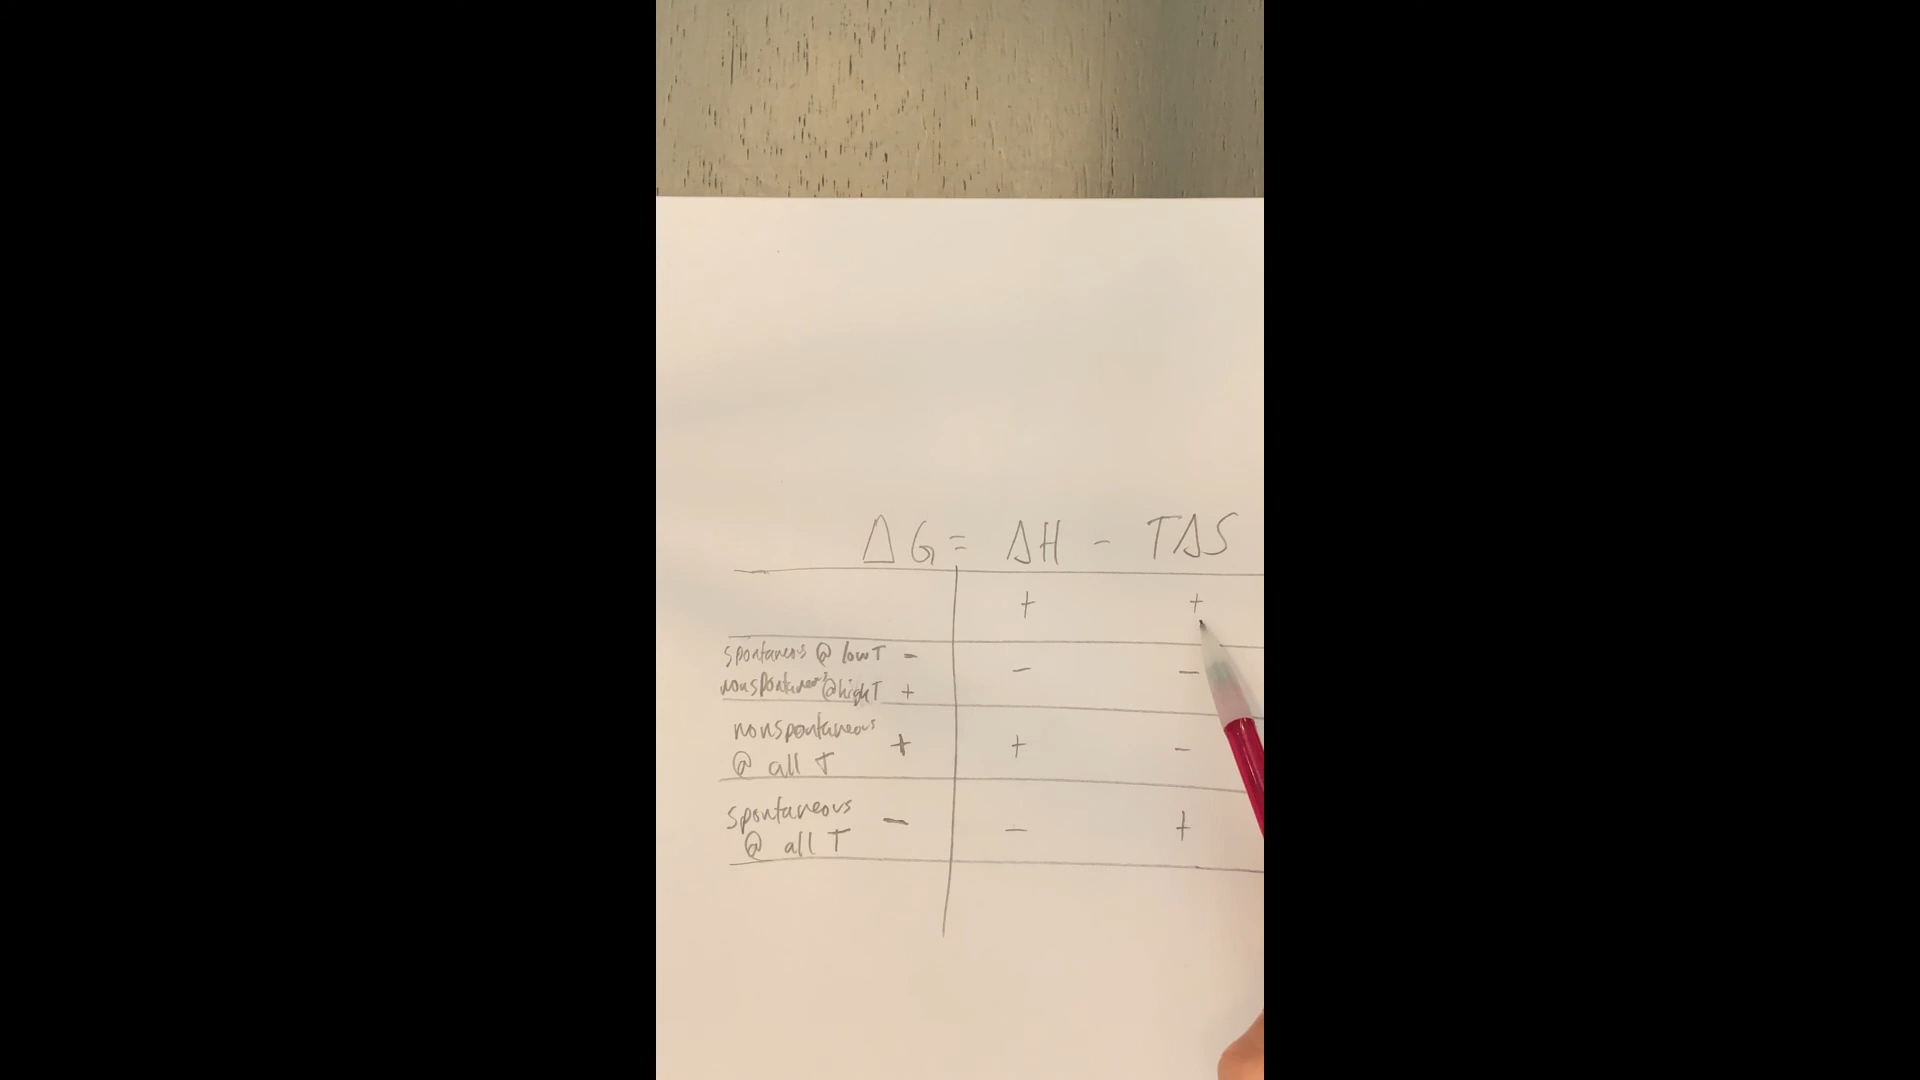 ΔG = ΔH - TΔS
+ +
spontaneous @ low T - - -
nonspontaneous @ high T +
nonspontaneous + + -
@ all T
spontaneous - - +
@ all T